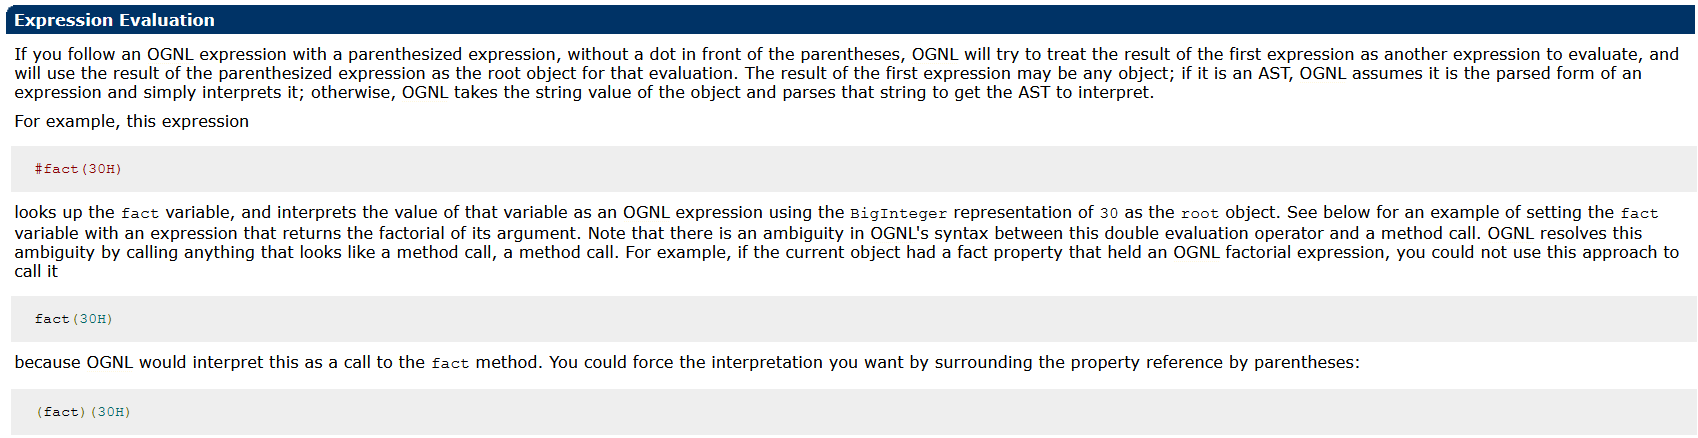 Expression Evaluation
If you follow an OGNL expression with a parenthesized expression, without a dot in front of the parentheses, OGNL will try to treat the result of the first expression as another expression to evaluate, and
will use the result of the parenthesized expression as the root object for that evaluation. The result of the first expression may be any object; if it is an AST, OGNL assumes it is the parsed form of an
expression and simply interprets it; otherwise, OGNL takes the string value of the object and parses that string to get the AST to interpret.
For example, this expression
#fact(30H)
looks up the fact variable, and interprets the value of that variable as an OGNL expression using the BigInteger representation of 30 as the root object. See below for an example of setting the fact
variable with an expression that returns the factorial of its argument. Note that there is an ambiguity in OGNL's syntax between this double evaluation operator and a method call. OGNL resolves this
ambiguity by calling anything that looks like a method call, a method call. For example, if the current object had a fact property that held an OGNL factorial expression, you could not use this approach to
call it
fact(30H)
because OGNL would interpret this as a call to the fact method. You could force the interpretation you want by surrounding the property reference by parentheses:
(fact)(30H)